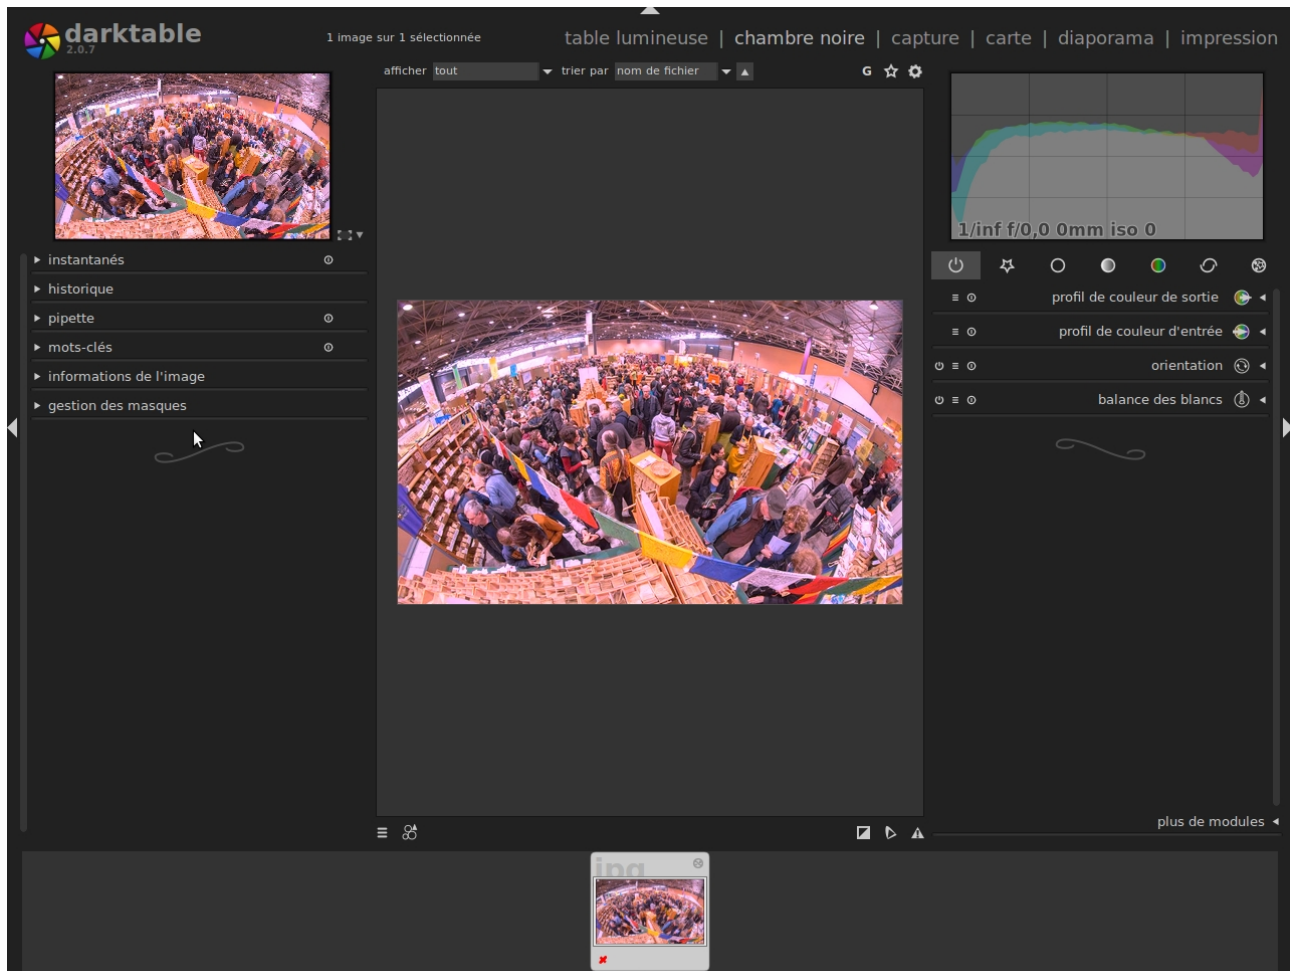 darktable
2.0.7
1 image sur 1 sélectionnée
table lumineuse | chambre noire | capture | carte | diaporama | impression
afficher tout trier par nom de fichier
G
1/inf f/0,0 0mm iso 0
instantanés
historique
pipette
mots-clés
informations de l'image
gestion des masques
profil de couleur de sortie
profil de couleur d'entrée
orientation
balance des blancs
plus de modules
jpg